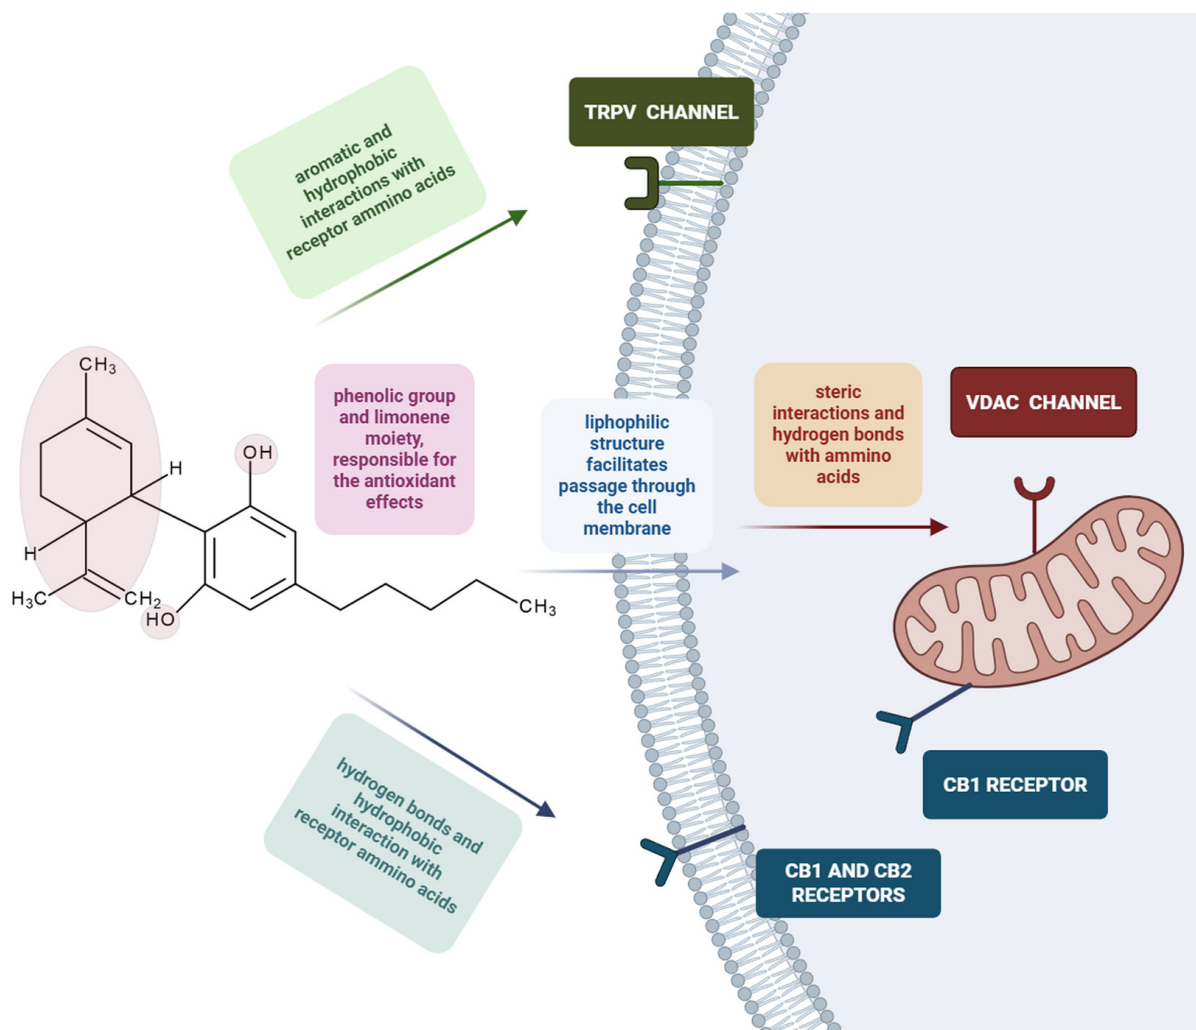 TRPV CHANNEL
aromatic and
hydrophobic
interactions with
receptor ammino acids
CH3
H
OH
H
H3C
CH2
HO
CH3
phenolic group
and limonene
moiety,
responsible for
the antioxidant
effects
liphophilic
structure
facilitates
passage through
the cell
membrane
steric
interactions and
hydrogen bonds
with ammino
acids
VDAC CHANNEL
hydrogen bonds and
hydrophobic
interaction with
receptor ammino acids
CB1 RECEPTOR
CB1 AND CB2
RECEPTORS